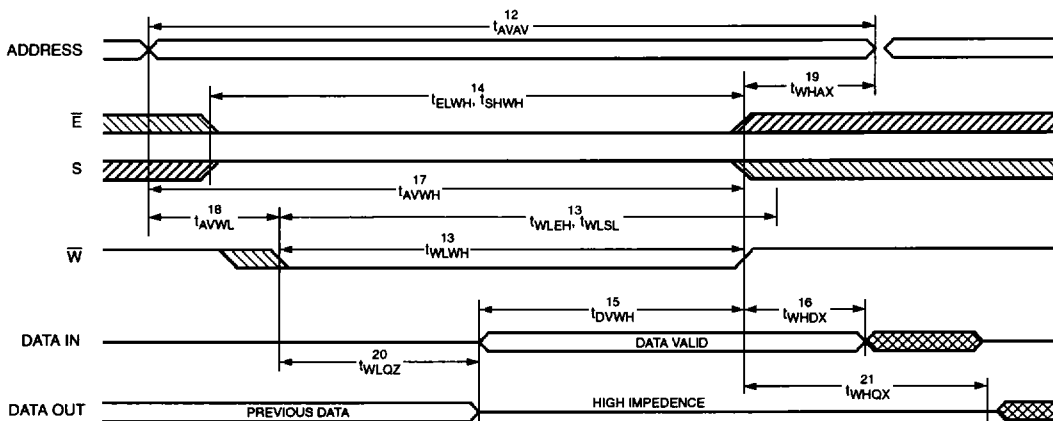 12
tAVAV
ADDRESS
14
tELWH, tSHWH
19
tWHAX
E̅
S
17
tAVWH
18
tAVWL
13
tWLEH, tWLSL
W̅
13
tWLWH
15
tDVWH
16
tWHDX
DATA IN
DATA VALID
20
tWLQZ
21
tWHQX
DATA OUT
PREVIOUS DATA
HIGH IMPEDENCE